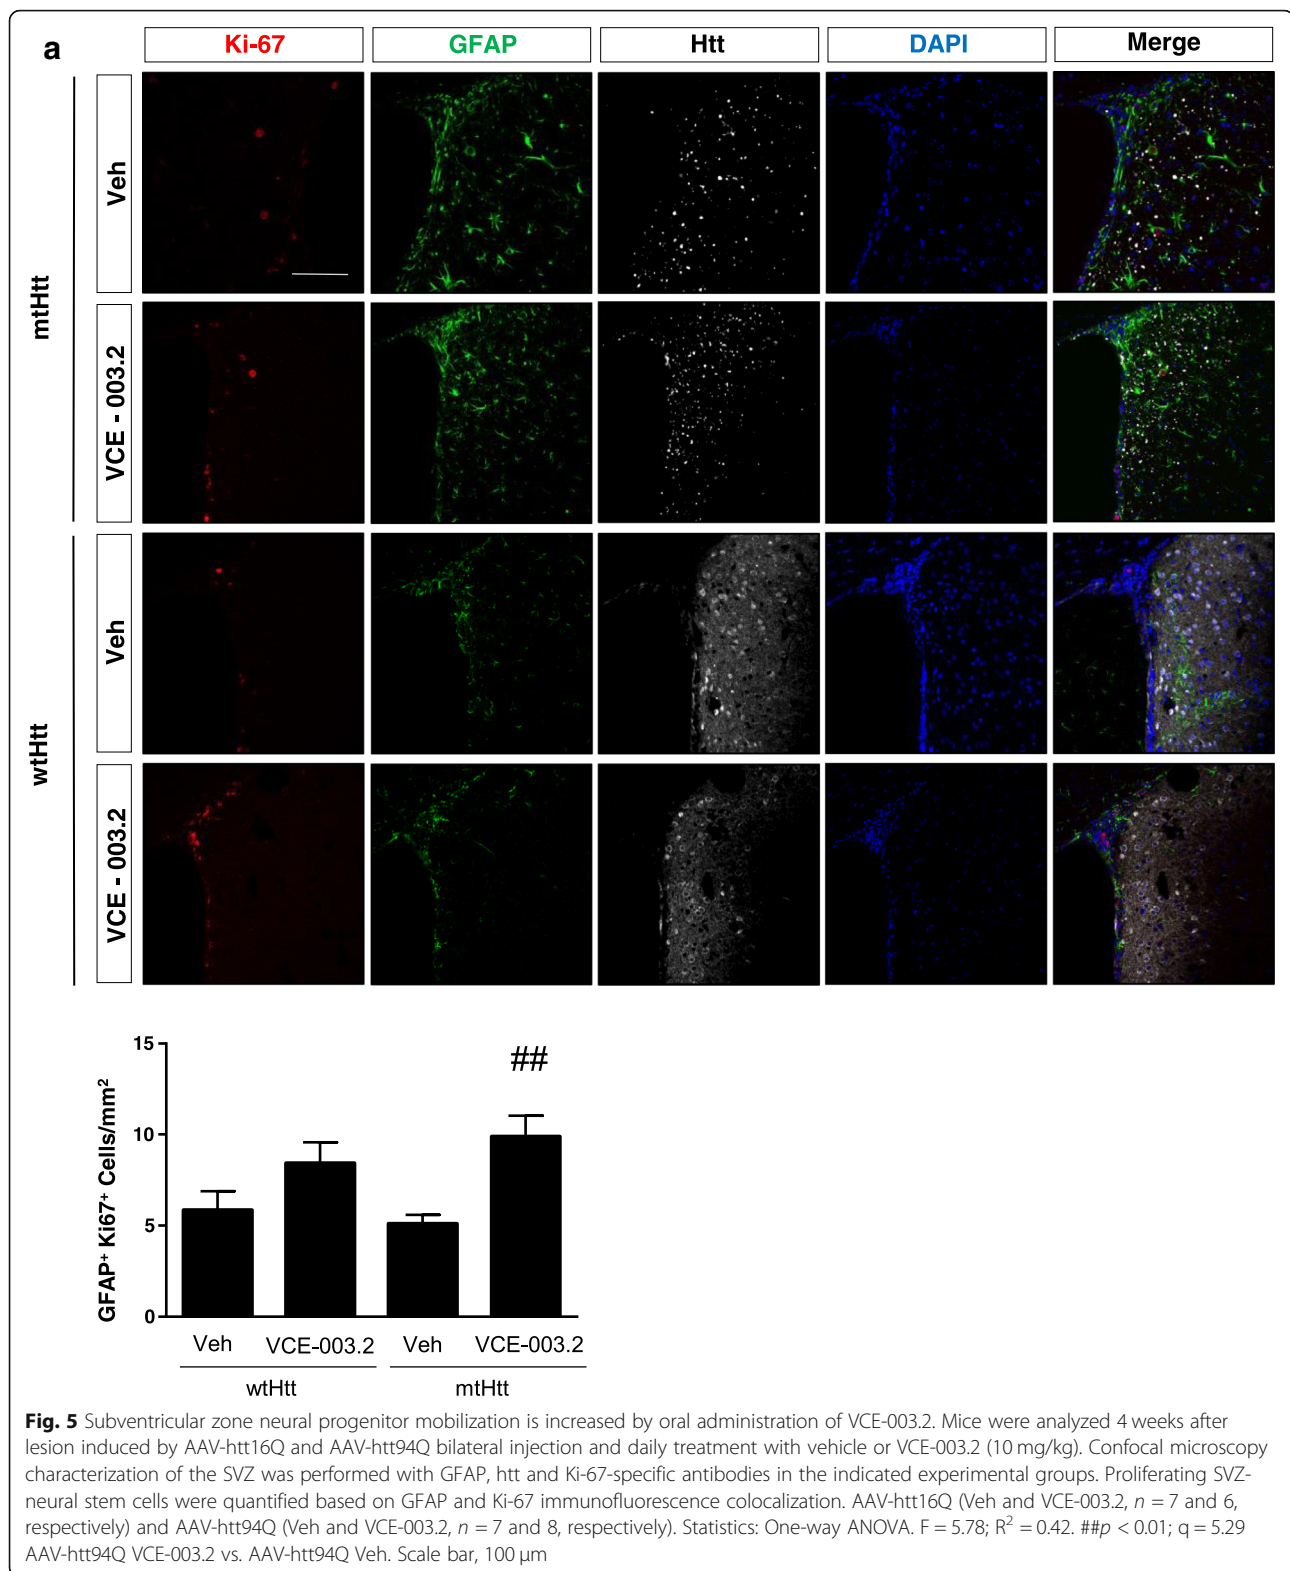 a
Ki-67 GFAP Htt DAPI Merge
mtHtt
Veh
VCE - 003.2
wtHtt
Veh
VCE - 003.2
GFAP⁺ Ki67⁺ Cells/mm²
15
10
5
0
##
Veh VCE-003.2 Veh VCE-003.2
wtHtt mtHtt
Fig. 5 Subventricular zone neural progenitor mobilization is increased by oral administration of VCE-003.2. Mice were analyzed 4 weeks after
lesion induced by AAV-htt16Q and AAV-htt94Q bilateral injection and daily treatment with vehicle or VCE-003.2 (10 mg/kg). Confocal microscopy
characterization of the SVZ was performed with GFAP, htt and Ki-67-specific antibodies in the indicated experimental groups. Proliferating SVZ-
neural stem cells were quantified based on GFAP and Ki-67 immunofluorescence colocalization. AAV-htt16Q (Veh and VCE-003.2, n = 7 and 6,
respectively) and AAV-htt94Q (Veh and VCE-003.2, n = 7 and 8, respectively). Statistics: One-way ANOVA. F = 5.78; R² = 0.42. ##p < 0.01; q = 5.29
AAV-htt94Q VCE-003.2 vs. AAV-htt94Q Veh. Scale bar, 100 μm